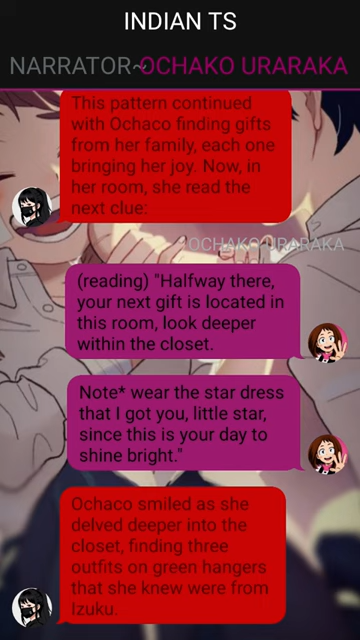 INDIAN TS
NARRATOR~
OCHAKO URARAKA
This pattern continued
with Ochaco finding gifts
from her family, each one
bringing her joy. Now, in
her room, she read the
next clue:
OCHAKO URARAKA
(reading) "Halfway there,
your next gift is located in
this room, look deeper
within the closet.
Note* wear the star dress
that I got you, little star,
since this is your day to
shine bright."
Ochaco smiled as she
delved deeper into the
closet, finding three
outfits on green hangers
that she knew were from
Izuku.